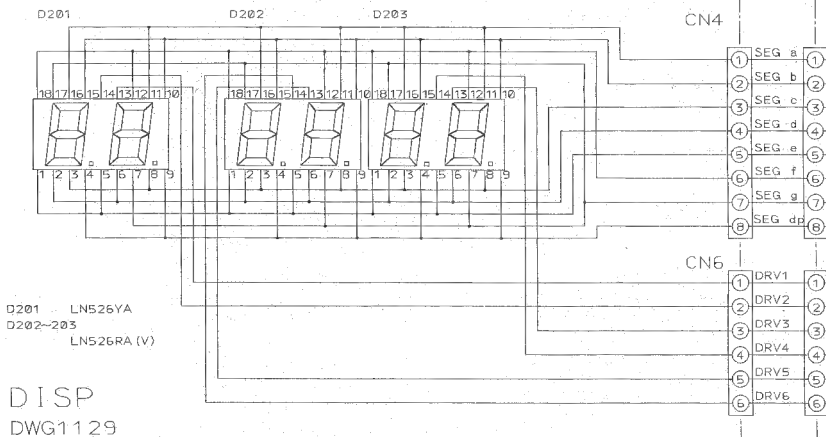 D201 D202 D203 CN4
18 17 16 15 14 13 12 11 10 18 17 16 15 14 13 12 11 10 18 17 16 15 14 13 12 11 10
1 2 3 4 5 6 7 8 9 1 2 3 4 5 6 7 8 9 1 2 3 4 5 6 7 8 9
1 SEG a 1
2 SEG b 2
3 SEG c 3
4 SEG d 4
5 SEG e 5
6 SEG f 6
7 SEG g 7
8 SEG dp 8
CN6
1 DRV1 1
2 DRV2 2
3 DRV3 3
4 DRV4 4
5 DRV5 5
6 DRV6 6
D201 LN526YA
D202~203
LN526RA (V)
DISP
DWG1129